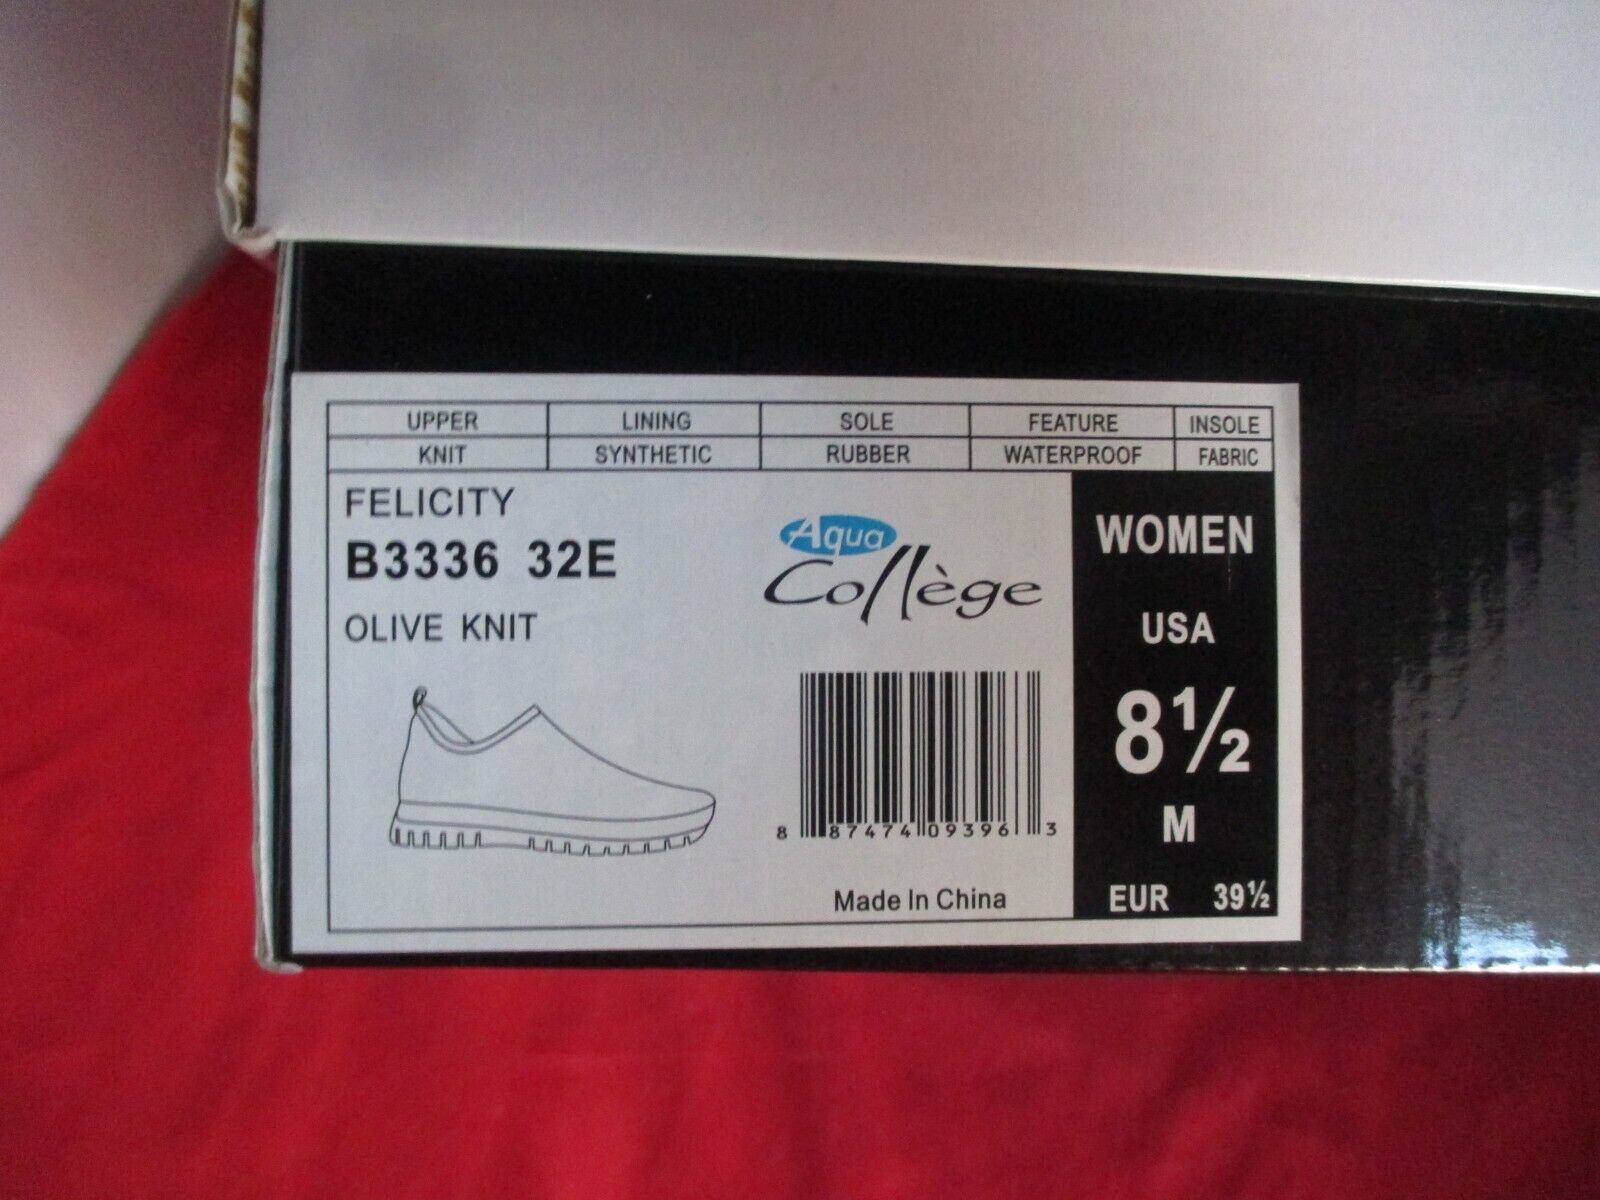 UPPER LINING SOLE FEATURE INSOLE
KNIT SYNTHETIC RUBBER WATERPROOF FABRIC
FELICITY
B3336 32E
OLIVE KNIT
Aqua
Collège
8 87474 09396 3
Made In China
WOMEN
USA
8½
M
EUR 39½